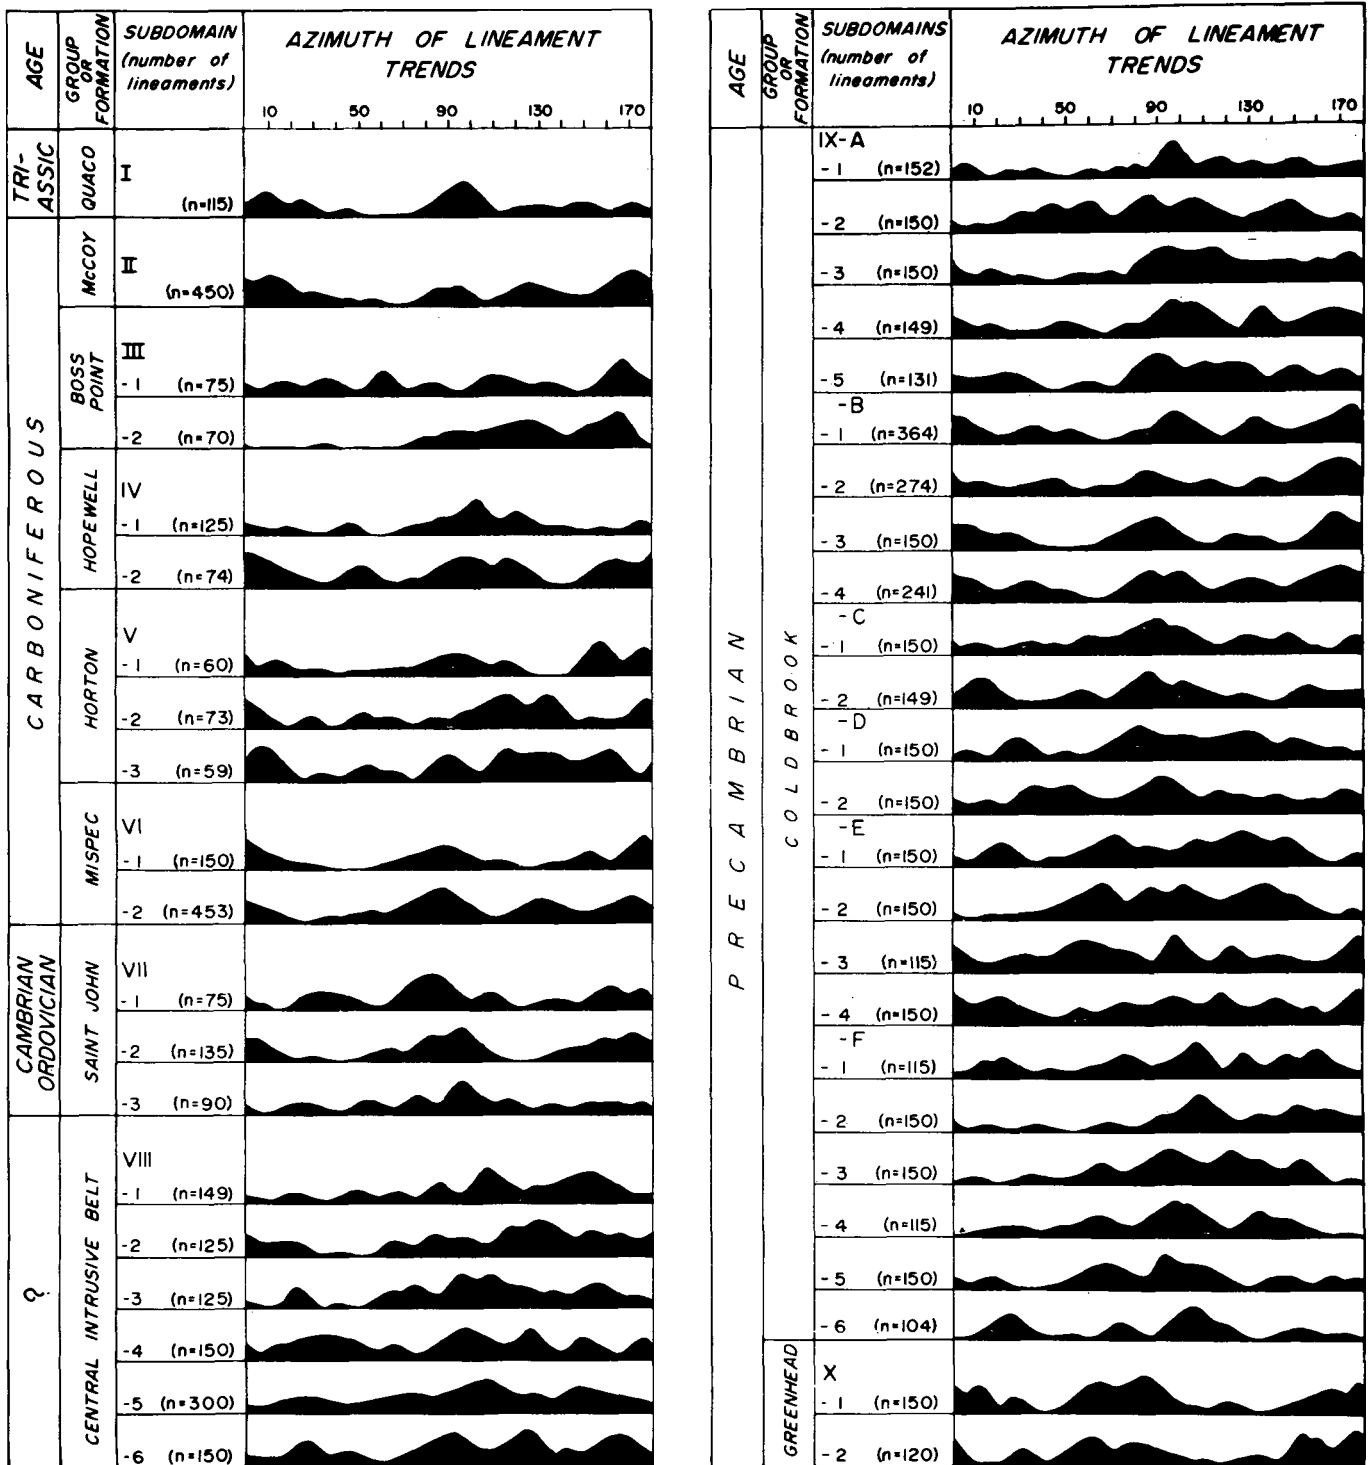 AGE
GROUP
OR
FORMATION
SUBDOMAIN
(number of
lineaments)
AZIMUTH OF LINEAMENT
TRENDS
10 50 90 130 170
TRI-
ASSIC
QUACO
I
(n=115)
CARBONIFEROUS
McCOY
II
(n=450)
BOSS
POINT
III
-1 (n=75)
-2 (n=70)
HOPEWELL
IV
-1 (n=125)
-2 (n=74)
HORTON
V
-1 (n=60)
-2 (n=73)
-3 (n=59)
MISPEC
VI
-1 (n=150)
-2 (n=453)
CAMBRIAN
ORDOVICIAN
SAINT JOHN
VII
-1 (n=75)
-2 (n=135)
-3 (n=90)
?
CENTRAL INTRUSIVE BELT
VIII
-1 (n=149)
-2 (n=125)
-3 (n=125)
-4 (n=150)
-5 (n=300)
-6 (n=150)
AGE
GROUP
OR
FORMATION
SUBDOMAINS
(number of
lineaments)
AZIMUTH OF LINEAMENT
TRENDS
10 50 90 130 170
PRECAMBRIAN
COLDBROOK
IX-A
-1 (n=152)
-2 (n=150)
-3 (n=150)
-4 (n=149)
-5 (n=131)
-B
-1 (n=364)
-2 (n=274)
-3 (n=150)
-4 (n=241)
-C
-1 (n=150)
-2 (n=149)
-D
-1 (n=150)
-2 (n=150)
-E
-1 (n=150)
-2 (n=150)
-3 (n=115)
-4 (n=150)
-F
-1 (n=115)
-2 (n=150)
-3 (n=150)
-4 (n=115)
-5 (n=150)
-6 (n=104)
GREENHEAD
X
-1 (n=150)
-2 (n=120)